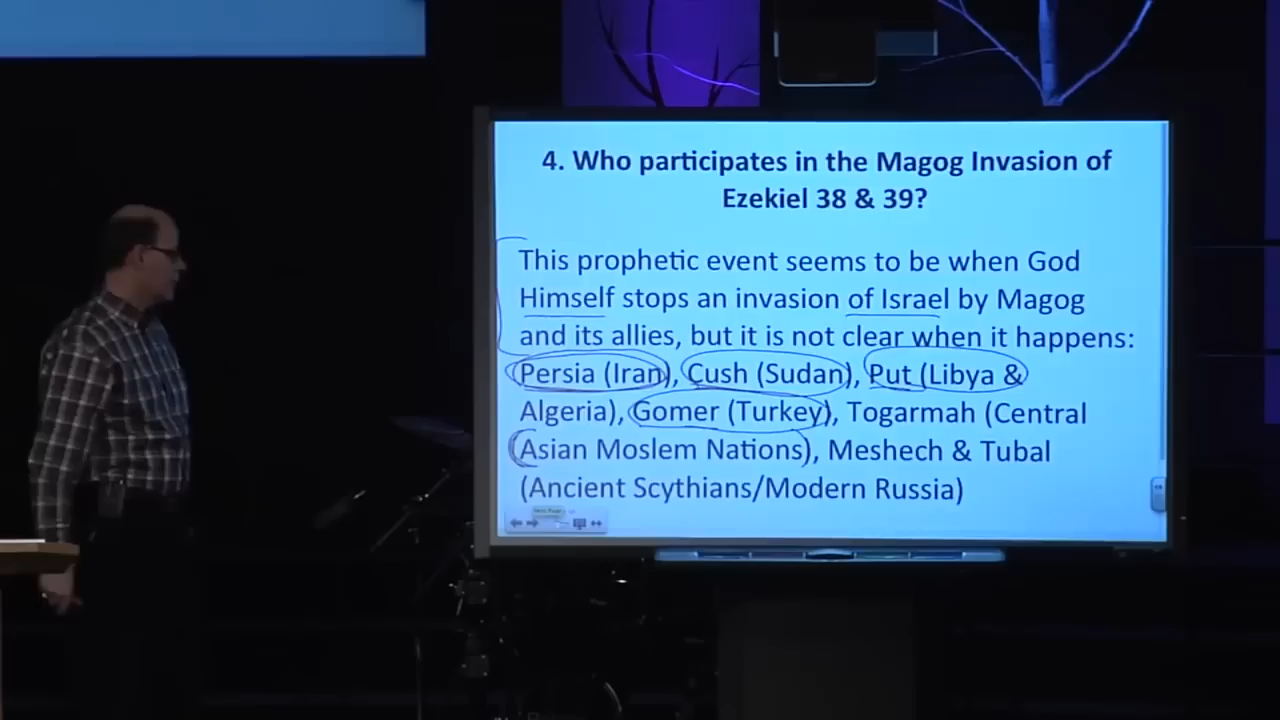 4. Who participates in the Magog Invasion of
Ezekiel 38 & 39?
This prophetic event seems to be when God
Himself stops an invasion of Israel by Magog
and its allies, but it is not clear when it happens:
Persia (Iran), Cush (Sudan), Put (Libya &
Algeria), Gomer (Turkey), Togarmah (Central
Asian Moslem Nations), Meshech & Tubal
(Ancient Scythians/Modern Russia)